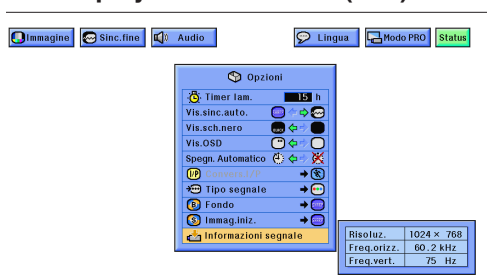 Immagine
Sinc.fine
Audio
Lingua
Modo PRO
Status
Opzioni
Timer lam. 15 h
Vis.sinc.auto.
Vis.sch.nero
Vis.OSD
Spegn. Automatico
I/P
Tipo segnale
Fondo
Immag.iniz.
Informazioni segnale
Risoluz. 1024 × 768
Freq.orizz. 60.2 kHz
Freq.vert. 75 Hz